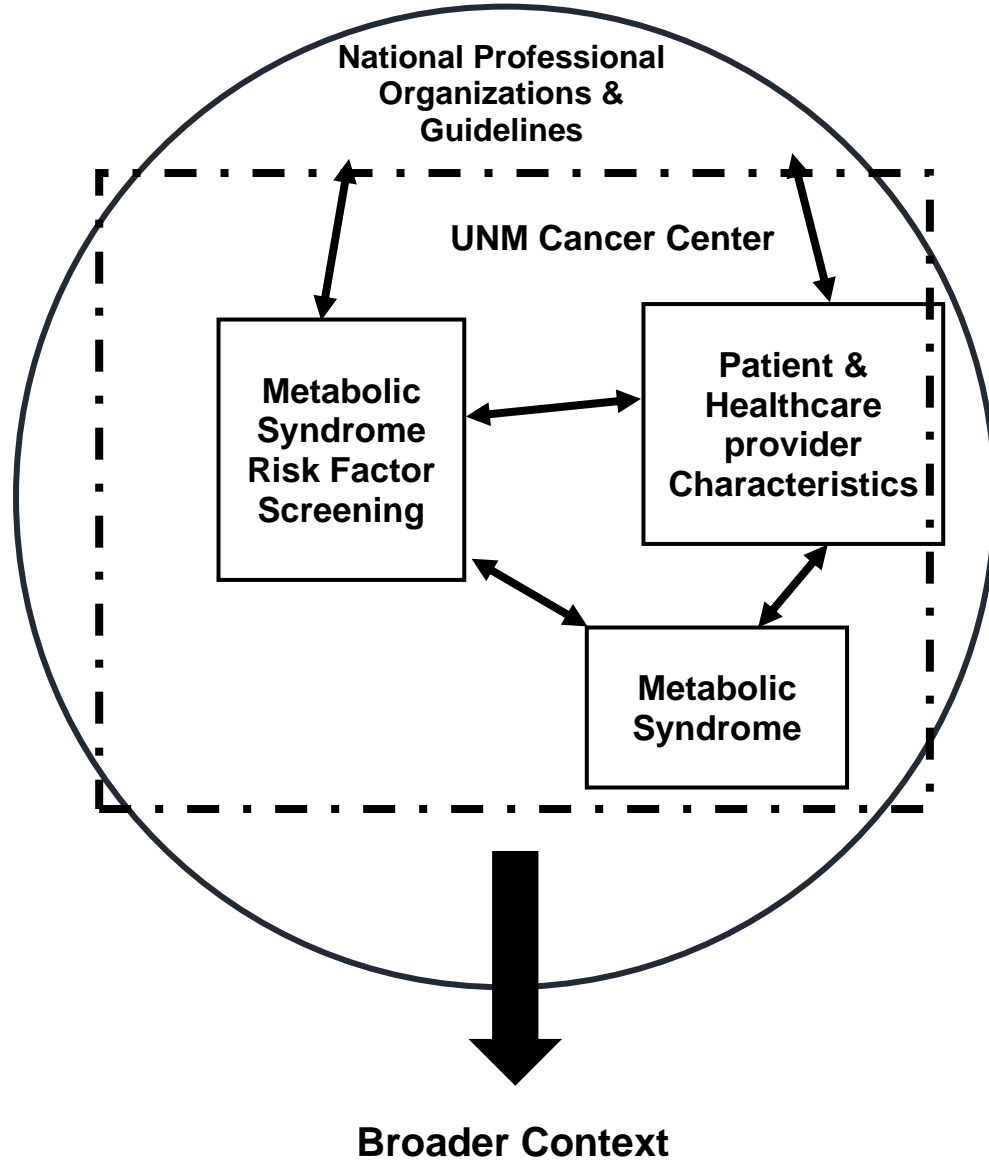 National Professional
Organizations &
Guidelines
UNM Cancer Center
Metabolic
Syndrome
Risk Factor
Screening
Patient &
Healthcare
provider
Characteristics
Metabolic
Syndrome
Broader Context